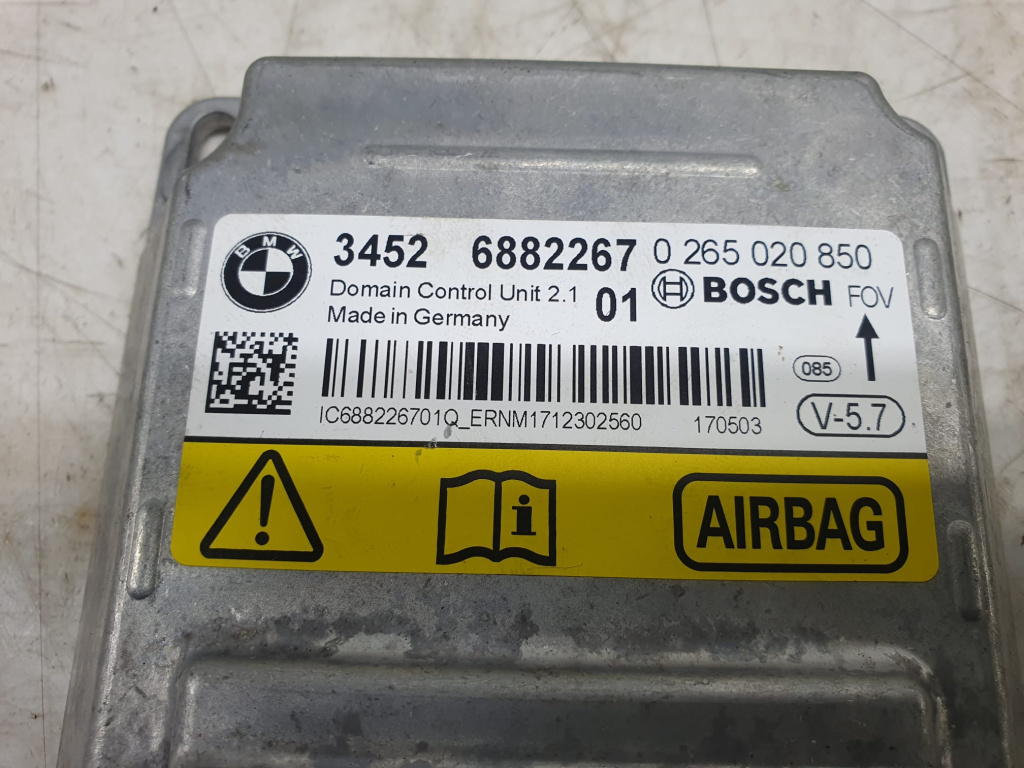 BMW
3452 6882267 0 265 020 850
Domain Control Unit 2.1 01 BOSCH FOV
Made in Germany
085
IC688226701Q_ERNM1712302560 170503 V-5.7
i AIRBAG